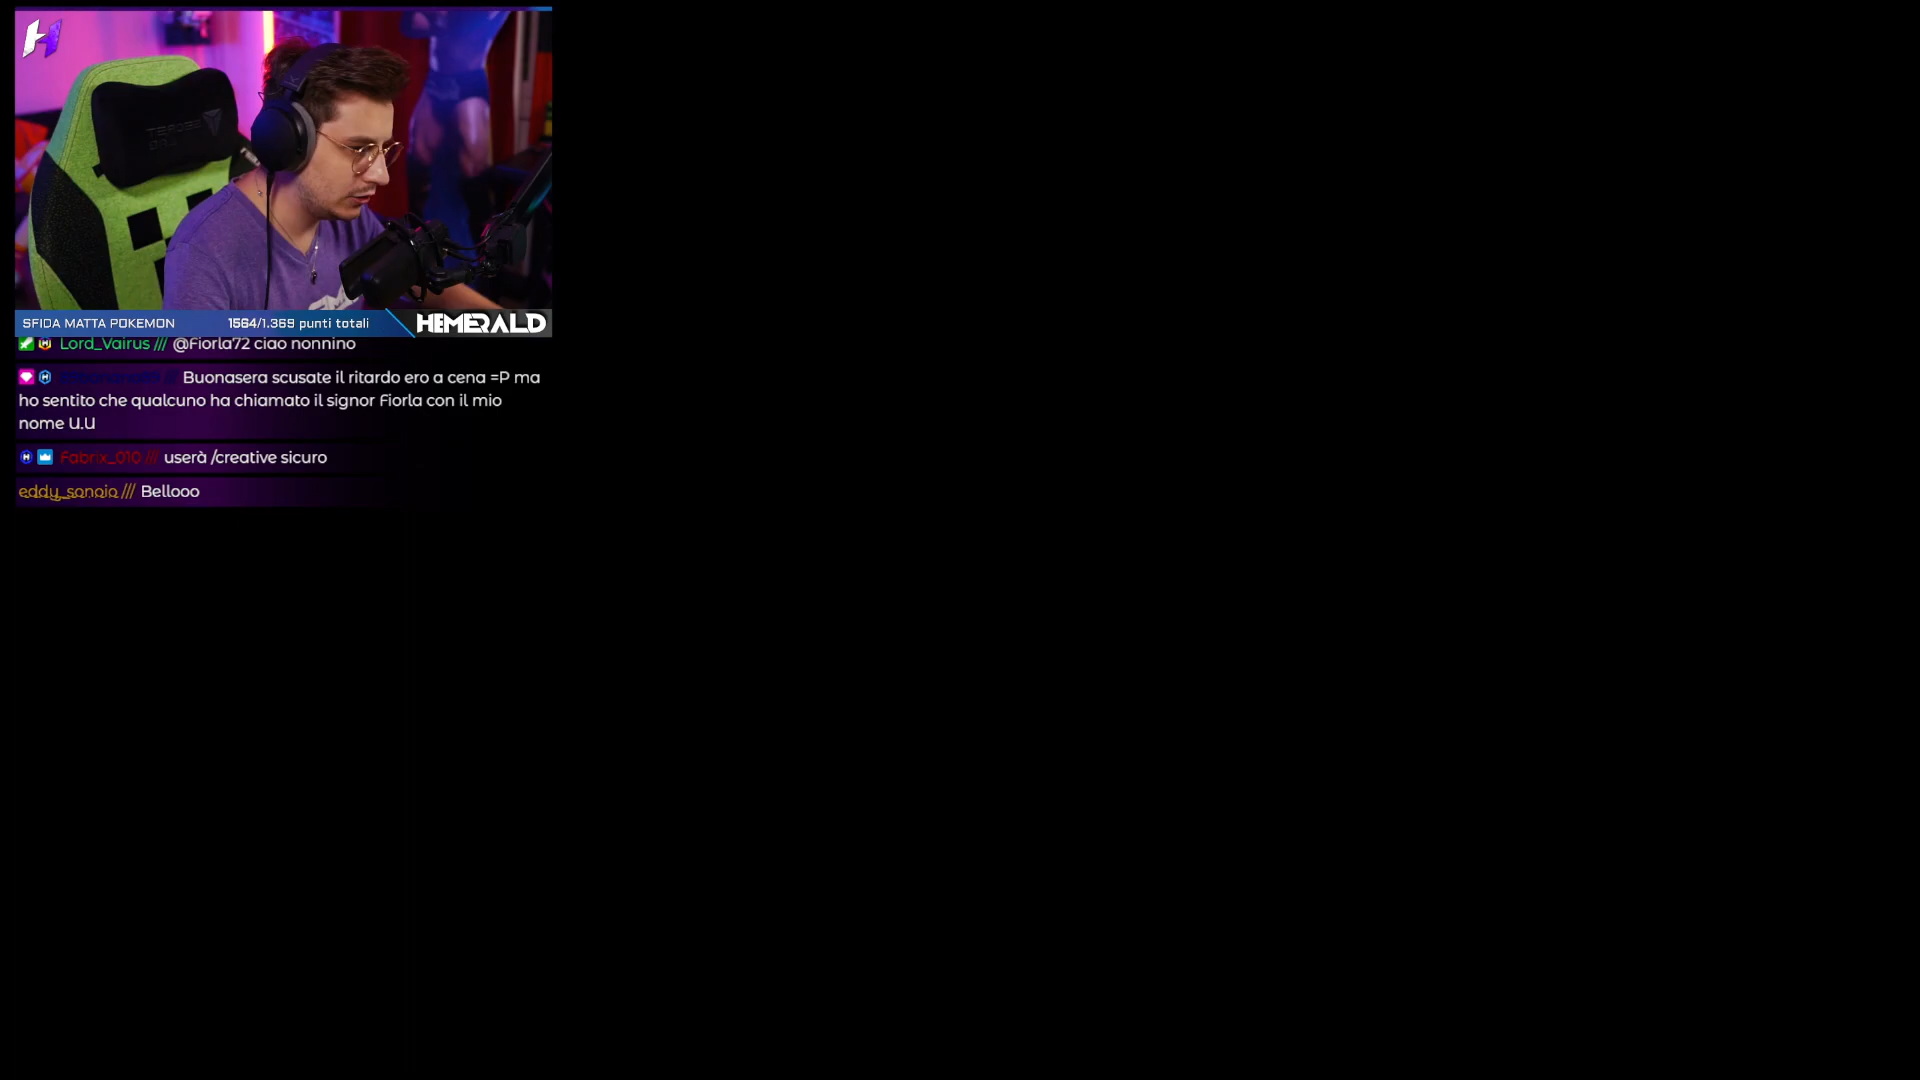 SFIDA MATTA POKEMON 1564/1.369 punti totali HEMERALD
Lord_Vairus /// @Fiorla72 ciao nonnino
Buonasera scusate il ritardo ero a cena =P ma
ho sentito che qualcuno ha chiamato il signor Fiorla con il mio
nome U.U
Fabrix_010 /// userà /creative sicuro
eddy_sonoio /// Bellooo